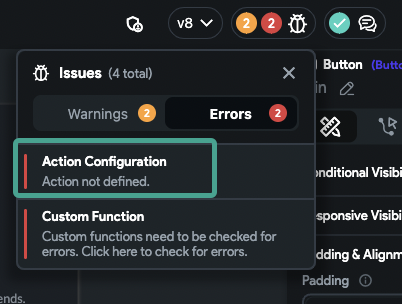 v8
2
2
Issues (4 total)
Button (Butto
in
Warnings 2
Errors 2
Action Configuration
Action not defined.
onditional Visibi
Custom Function
Custom functions need to be checked for
errors. Click here to check for errors.
esponsive Visibi
dding & Alignm
Padding
ends.